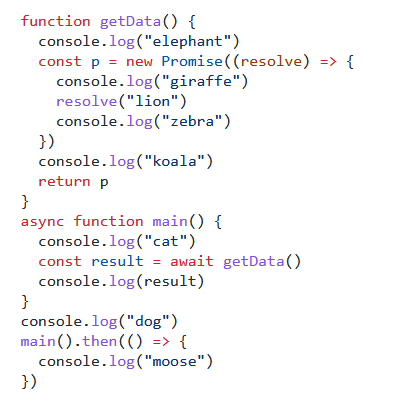 function getData() {
  console.log("elephant")
  const p = new Promise((resolve) => {
    console.log("giraffe")
    resolve("lion")
    console.log("zebra")
  })
  console.log("koala")
  return p
}
async function main() {
  console.log("cat")
  const result = await getData()
  console.log(result)
}
console.log("dog")
main().then(() => {
  console.log("moose")
})